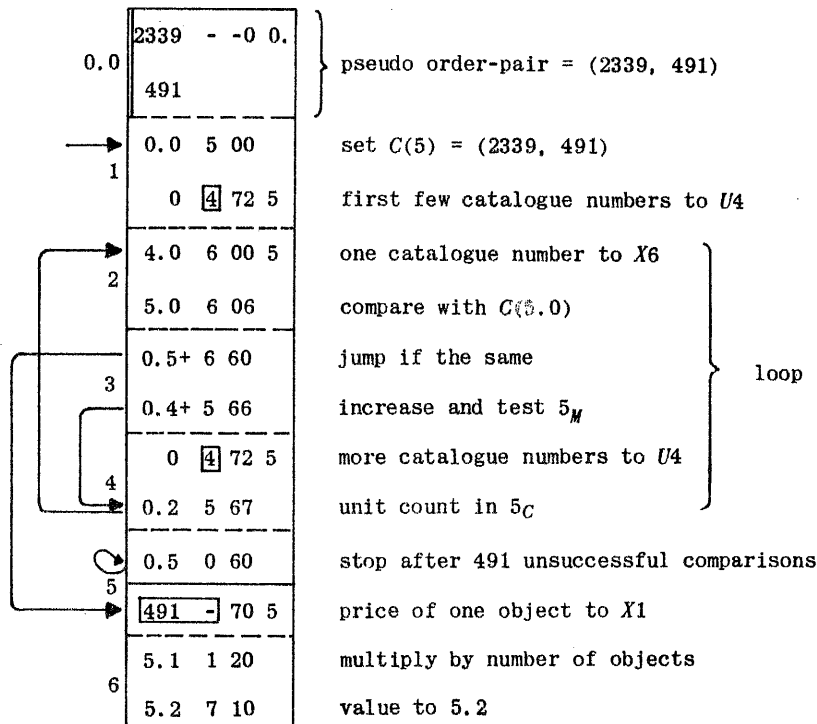 2339 - -0 0.
0.0 pseudo order-pair = (2339, 491)
491
0.0 5 00 set C(5) = (2339, 491)
1
0 4 72 5 first few catalogue numbers to U4
4.0 6 00 5 one catalogue number to X6
2
5.0 6 06 compare with C(5.0)
0.5+ 6 60 jump if the same
3 loop
0.4+ 5 66 increase and test 5M
0 4 72 5 more catalogue numbers to U4
4
0.2 5 67 unit count in 5C
0.5 0 60 stop after 491 unsuccessful comparisons
5
491 - 70 5 price of one object to X1
5.1 1 20 multiply by number of objects
6
5.2 7 10 value to 5.2